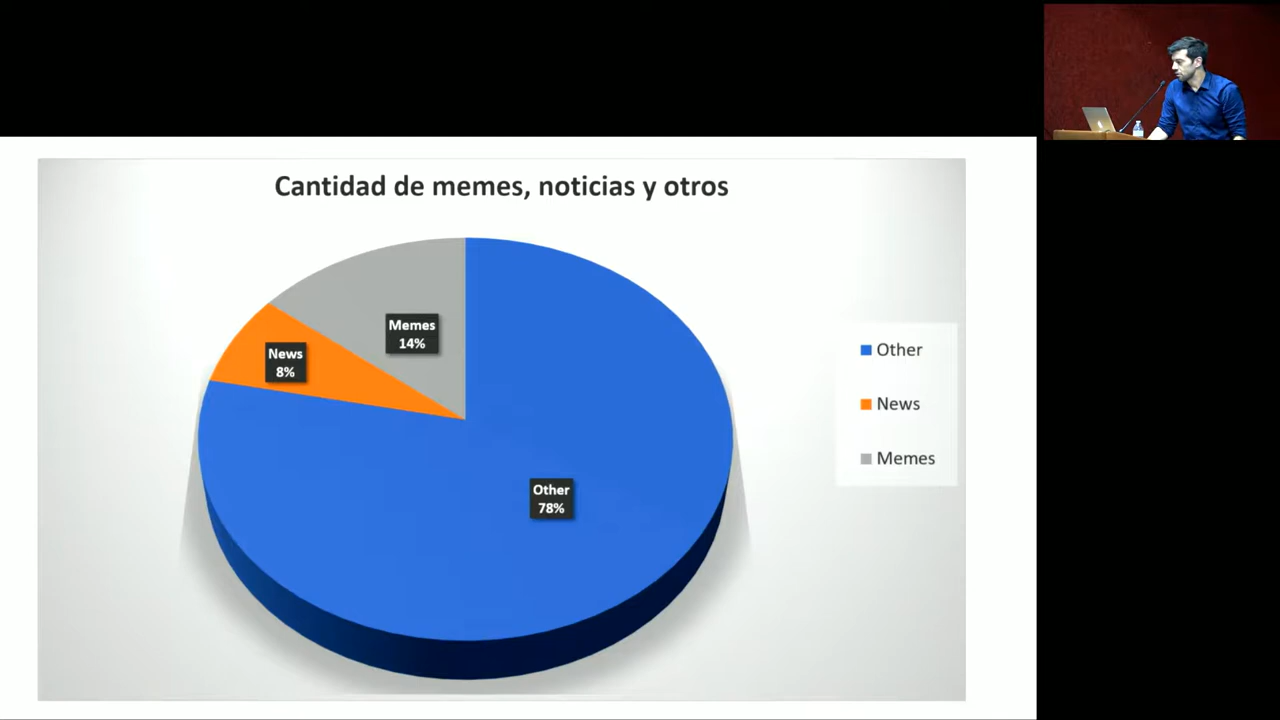 Cantidad de memes, noticias y otros
Memes
14%
News
8%
Other
78%
Other
News
Memes